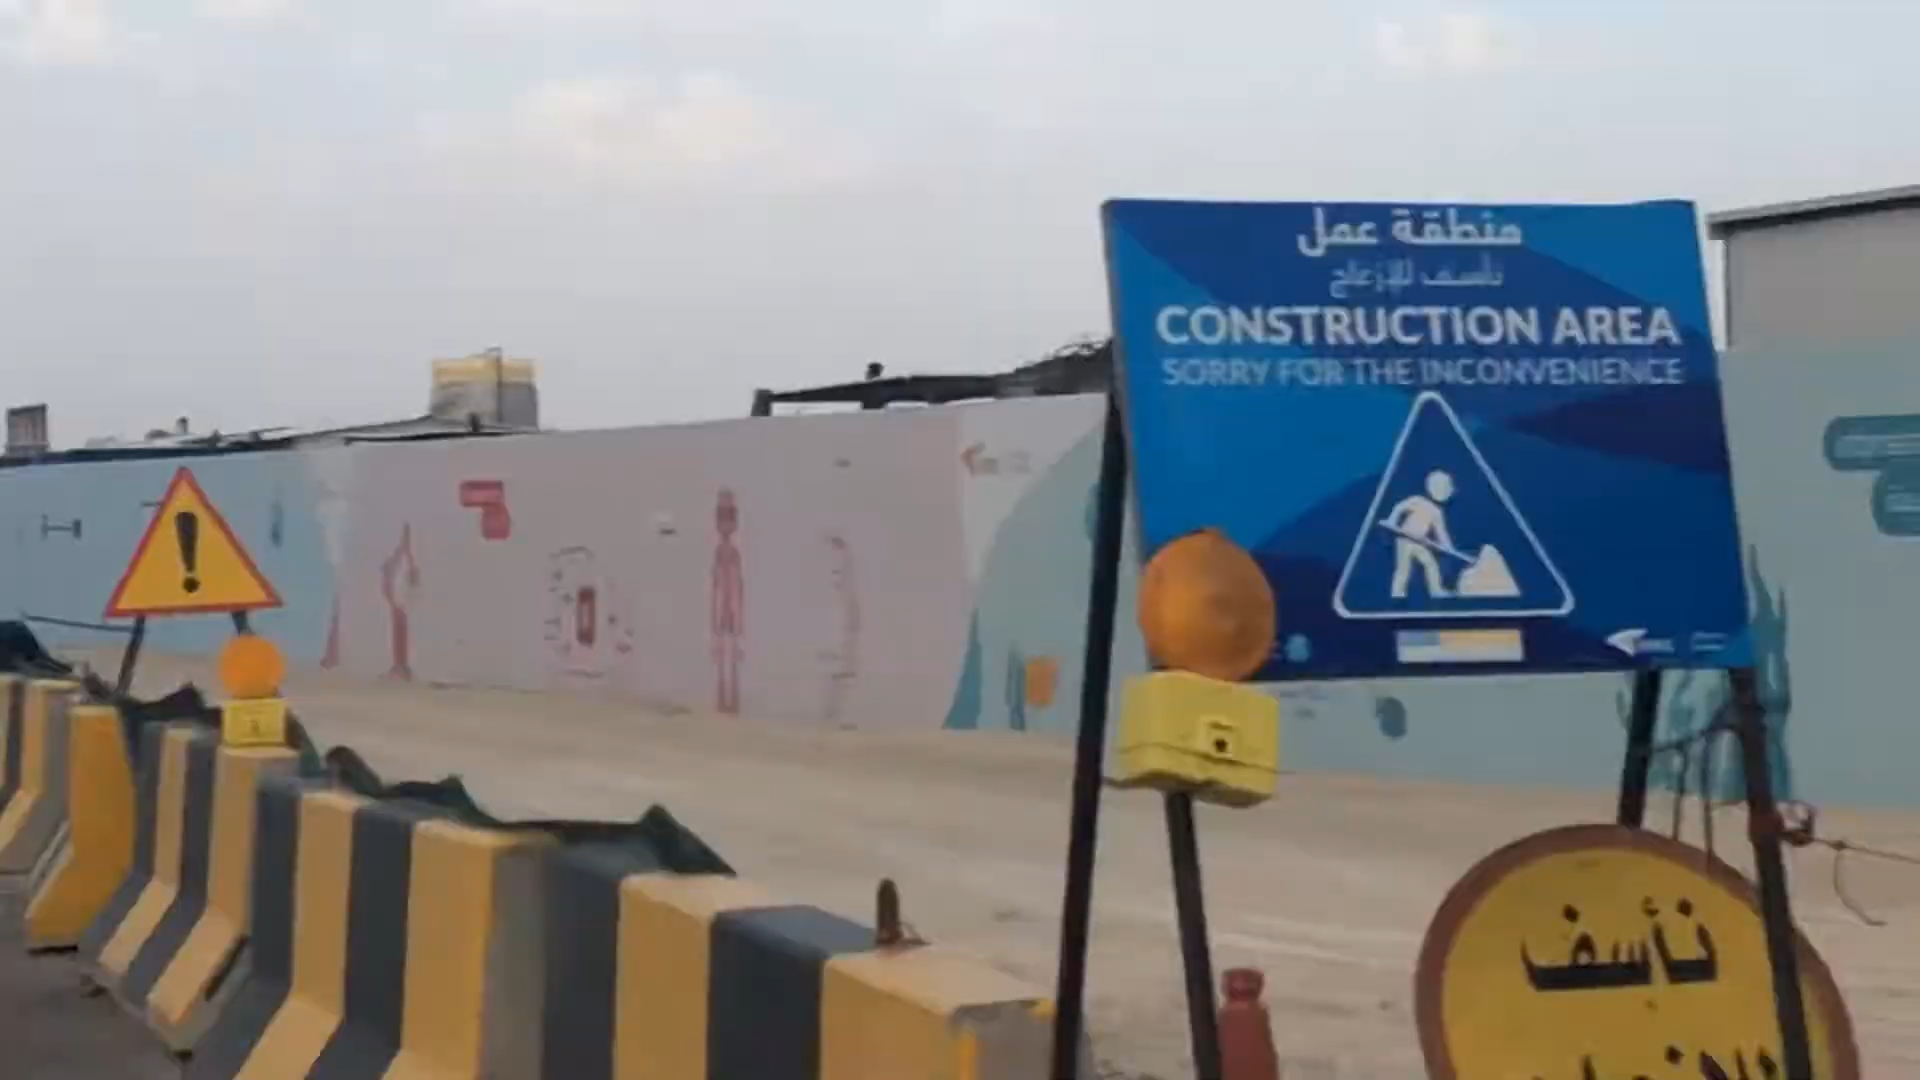 منطقة عمل
نأسف للإزعاج
CONSTRUCTION AREA
SORRY FOR THE INCONVENIENCE
نأسف